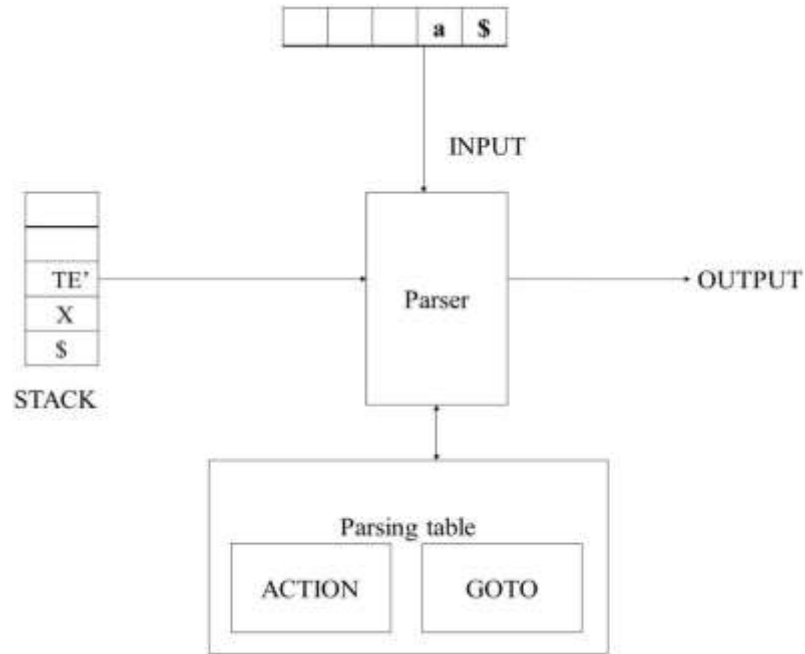 a $
INPUT
TE’
X
$
STACK
Parser
OUTPUT
Parsing table
ACTION GOTO